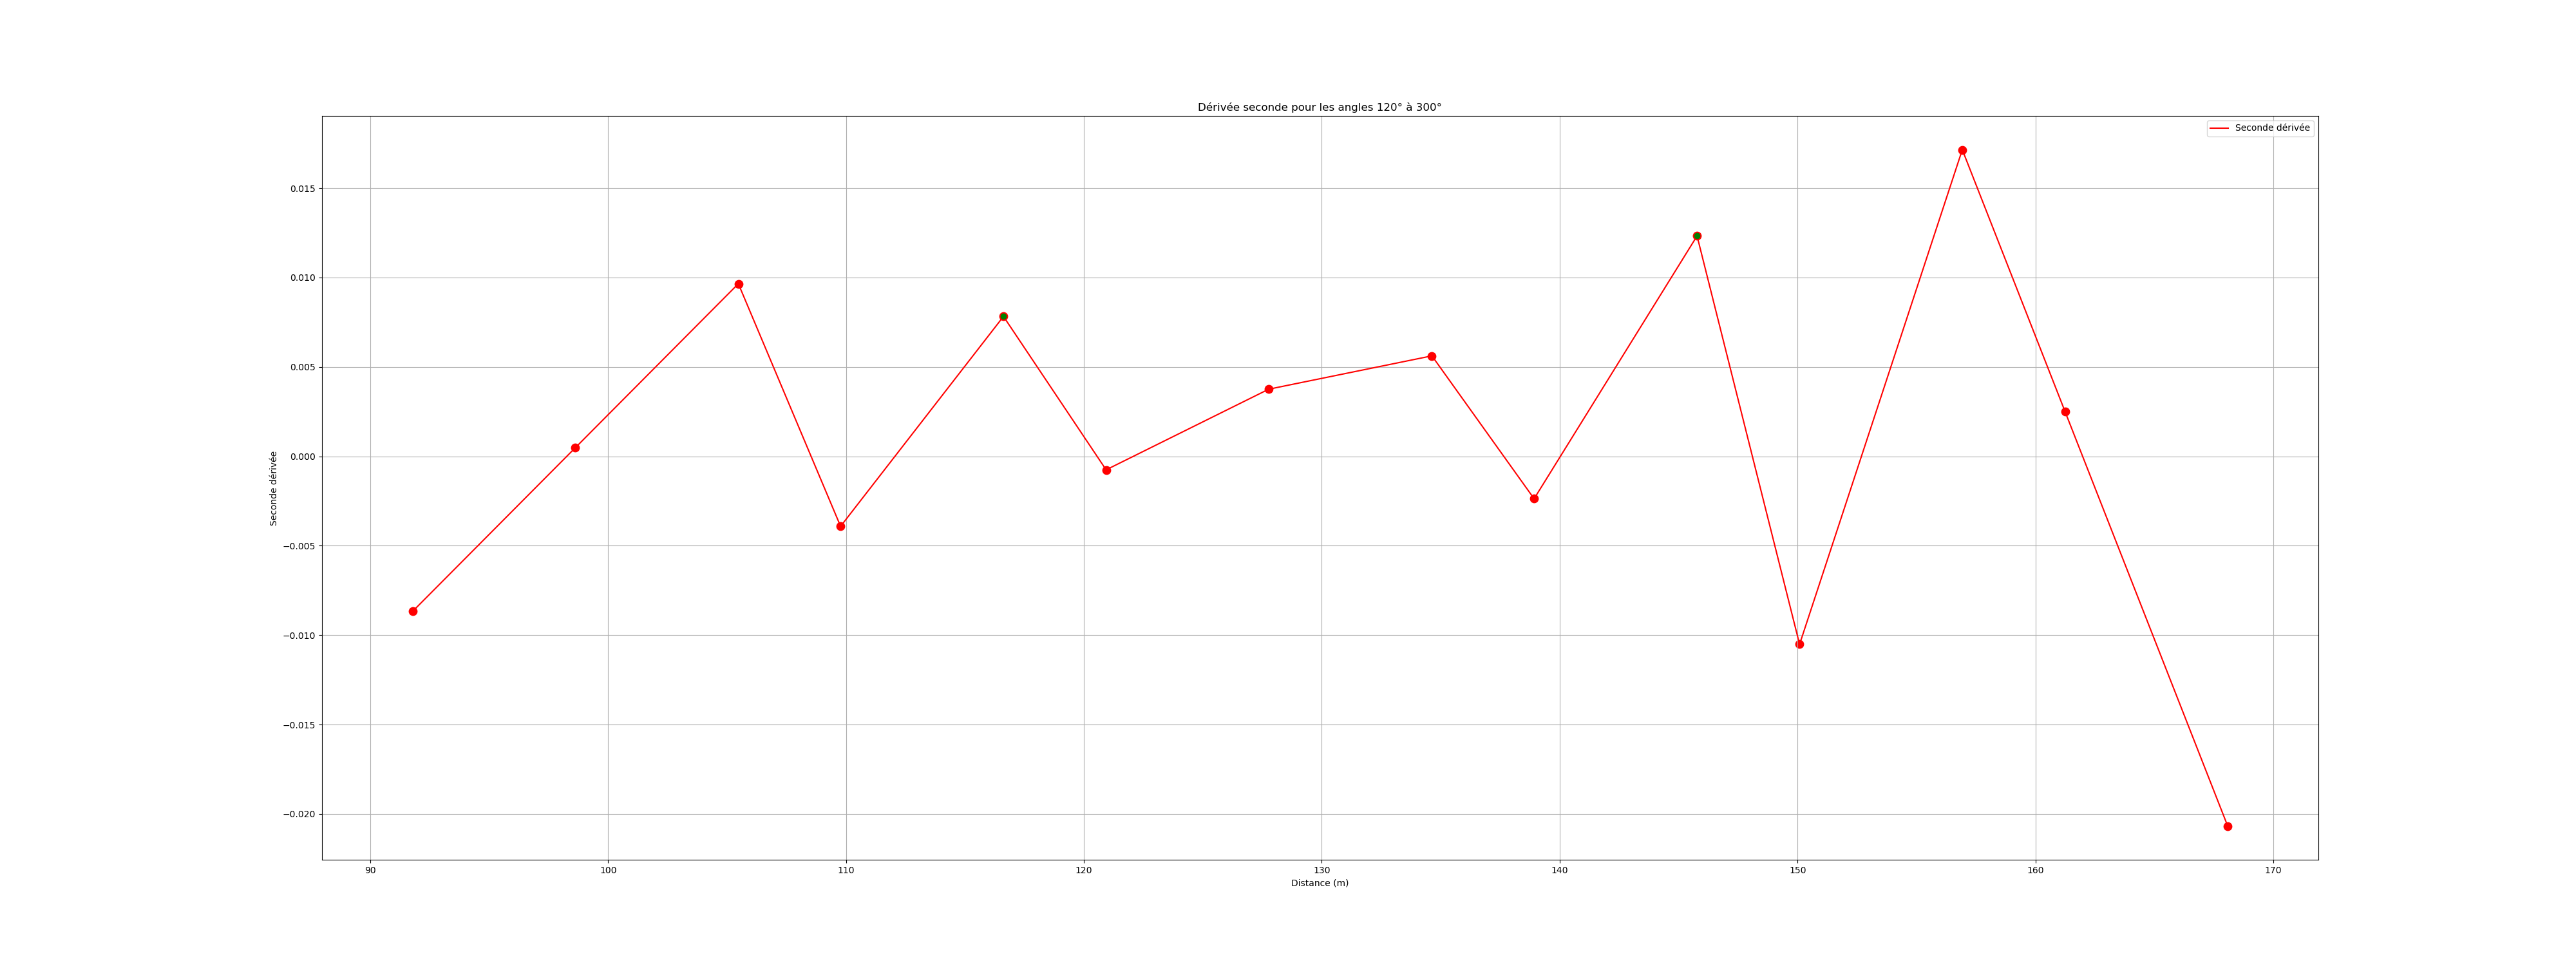 Dérivée seconde pour les angles 120° à 300°
Seconde dérivée
0.015
0.010
0.005
0.000
−0.005
−0.010
−0.015
−0.020
Seconde dérivée
90 100 110 120 130 140 150 160 170
Distance (m)